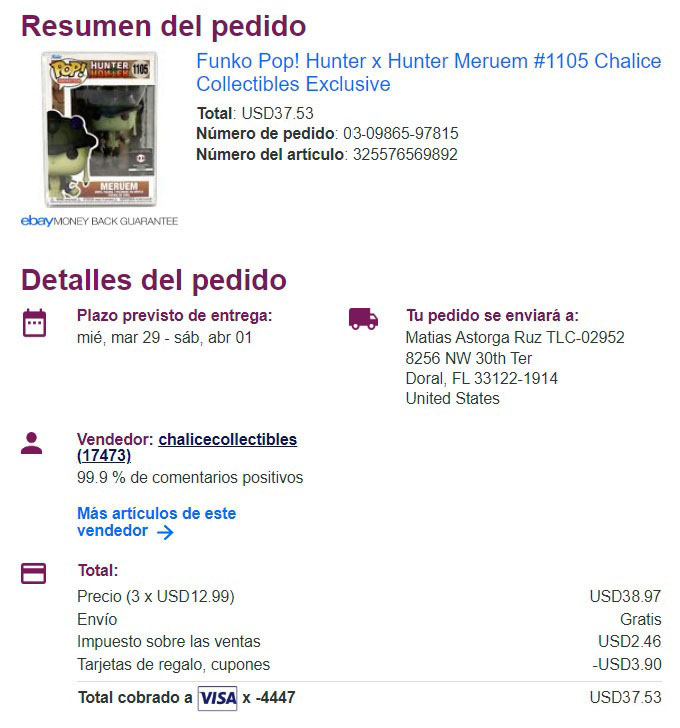 Resumen del pedido
Funko Pop! Hunter x Hunter Meruem #1105 Chalice
Collectibles Exclusive
Total: USD37.53
Número de pedido: 03-09865-97815
Número del artículo: 325576569892
Funko
POP! HUNTER HUNTER 1105
MERUEM
ebay MONEY BACK GUARANTEE
Detalles del pedido
Plazo previsto de entrega:
mié, mar 29 - sáb, abr 01
Tu pedido se enviará a:
Matias Astorga Ruz TLC-02952
8256 NW 30th Ter
Doral, FL 33122-1914
United States
Vendedor: chalicecollectibles
(17473)
99.9 % de comentarios positivos
Más artículos de este
vendedor →
Total:
Precio (3 x USD12.99) USD38.97
Envío Gratis
Impuesto sobre las ventas USD2.46
Tarjetas de regalo, cupones -USD3.90
Total cobrado a VISA x -4447 USD37.53